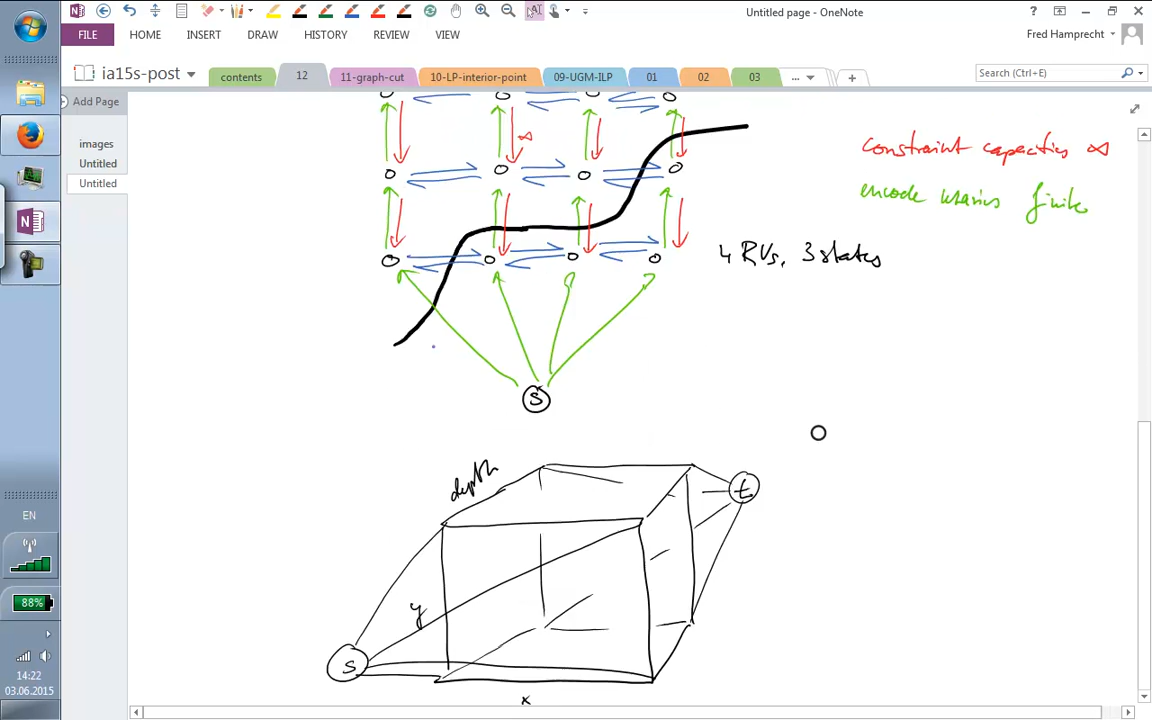 Untitled page - OneNote
FILE HOME INSERT DRAW HISTORY REVIEW VIEW
Fred Hamprecht
ia15s-post
contents 12 11-graph-cut 10-LP-interior-point 09-UGM-ILP 01 02 03 ...
Search (Ctrl+E)
Add Page
images
Untitled
Untitled
constraint capacities ∞
encode unaries finite
4 RVs, 3 states
∞
S
depth
t
y
S
x
EN
88%
14:22
03.06.2015